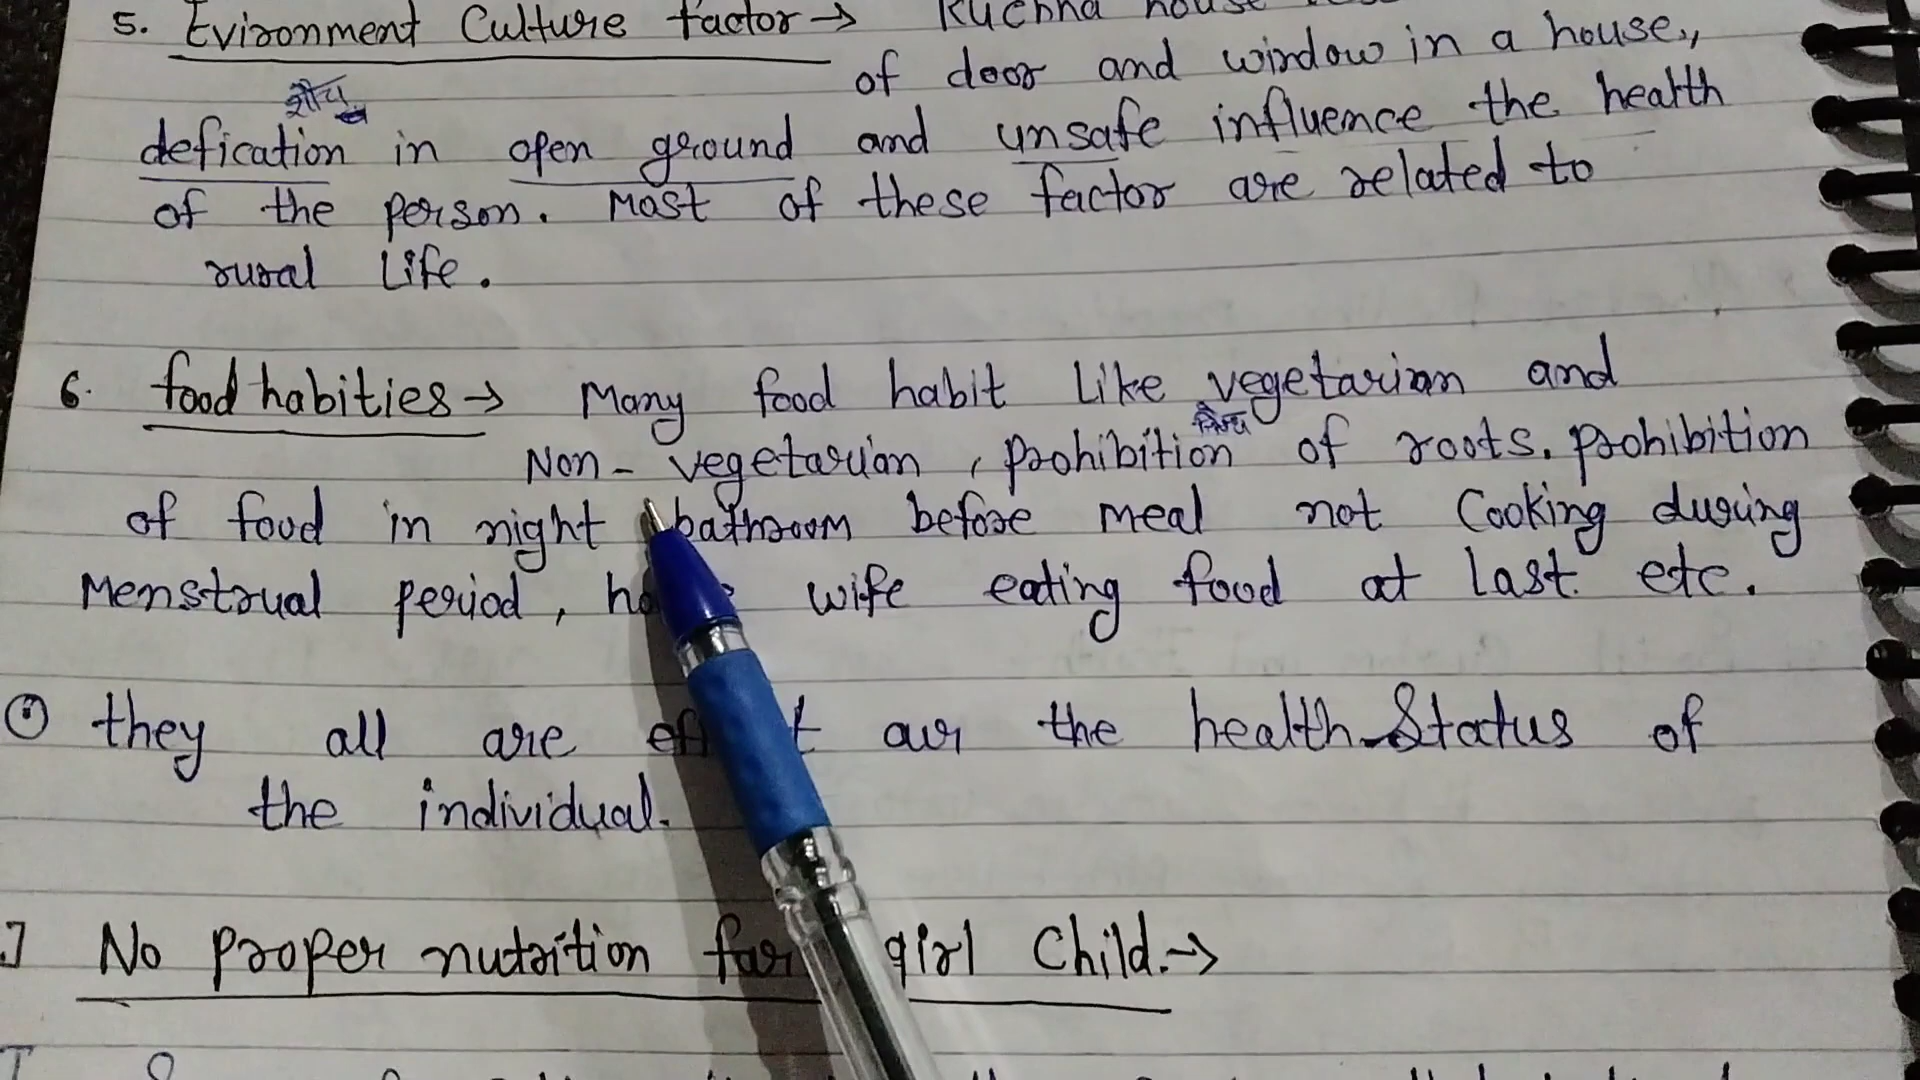 5. Evironment Culture factor → Kuchha house
of door and window in a house,,
शौच
defication in open ground and unsafe influence the health
of the person. Most of these factor are related to
rural Life.
6. food habities → Many food habit Like vegetarian and
Non - vegetarian , prohibition of roots. prohibition
of food in night bathroom before meal not Cooking during
Menstrual period, wife eating food at Last. etc.
they all are our the health Status of
the individual.
No proper nutrition for girl Child. →